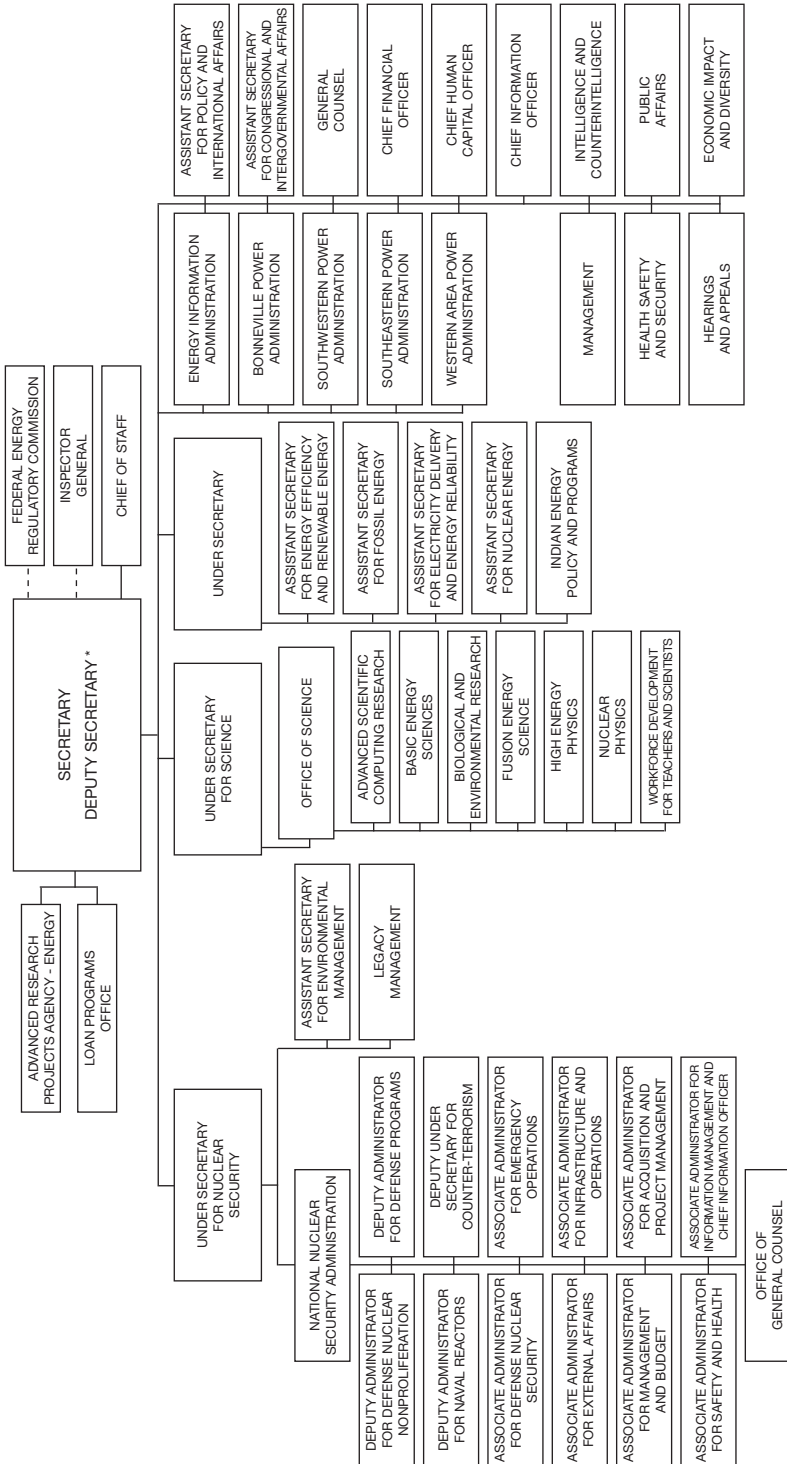 SECRETARY
DEPUTY SECRETARY *
ADVANCED RESEARCH
PROJECTS AGENCY - ENERGY
LOAN PROGRAMS
OFFICE
FEDERAL ENERGY
REGULATORY COMMISSION
INSPECTOR
GENERAL
CHIEF OF STAFF
UNDER SECRETARY
FOR NUCLEAR
SECURITY
NATIONAL NUCLEAR
SECURITY ADMINISTRATION
DEPUTY ADMINISTRATOR
FOR DEFENSE NUCLEAR
NONPROLIFERATION
DEPUTY ADMINISTRATOR
FOR NAVAL REACTORS
ASSOCIATE ADMINISTRATOR
FOR DEFENSE NUCLEAR
SECURITY
ASSOCIATE ADMINISTRATOR
FOR EXTERNAL AFFAIRS
ASSOCIATE ADMINISTRATOR
FOR MANAGEMENT
AND BUDGET
ASSOCIATE ADMINISTRATOR
FOR SAFETY AND HEALTH
DEPUTY ADMINISTRATOR
FOR DEFENSE PROGRAMS
DEPUTY UNDER
SECRETARY FOR
COUNTER-TERRORISM
ASSOCIATE ADMINISTRATOR
FOR EMERGENCY
OPERATIONS
ASSOCIATE ADMINISTRATOR
FOR INFRASTRUCTURE AND
OPERATIONS
ASSOCIATE ADMINISTRATOR
FOR ACQUISITION AND
PROJECT MANAGEMENT
ASSOCIATE ADMINISTRATOR FOR
INFORMATION MANAGEMENT AND
CHIEF INFORMATION OFFICER
OFFICE OF
GENERAL COUNSEL
ASSISTANT SECRETARY
FOR ENVIRONMENTAL
MANAGEMENT
LEGACY
MANAGEMENT
UNDER SECRETARY
FOR SCIENCE
OFFICE OF SCIENCE
ADVANCED SCIENTIFIC
COMPUTING RESEARCH
BASIC ENERGY
SCIENCES
BIOLOGICAL AND
ENVIRONMENTAL RESEARCH
FUSION ENERGY
SCIENCE
HIGH ENERGY
PHYSICS
NUCLEAR
PHYSICS
WORKFORCE DEVELOPMENT
FOR TEACHERS AND SCIENTISTS
UNDER SECRETARY
ASSISTANT SECRETARY
FOR ENERGY EFFICIENCY
AND RENEWABLE ENERGY
ASSISTANT SECRETARY
FOR FOSSIL ENERGY
ASSISTANT SECRETARY
FOR ELECTRICITY DELIVERY
AND ENERGY RELIABILITY
ASSISTANT SECRETARY
FOR NUCLEAR ENERGY
INDIAN ENERGY
POLICY AND PROGRAMS
ENERGY INFORMATION
ADMINISTRATION
BONNEVILLE POWER
ADMINISTRATION
SOUTHWESTERN POWER
ADMINISTRATION
SOUTHEASTERN POWER
ADMINISTRATION
WESTERN AREA POWER
ADMINISTRATION
MANAGEMENT
HEALTH SAFETY
AND SECURITY
HEARINGS
AND APPEALS
ASSISTANT SECRETARY
FOR POLICY AND
INTERNATIONAL AFFAIRS
ASSISTANT SECRETARY
FOR CONGRESSIONAL AND
INTERGOVERNMENTAL AFFAIRS
GENERAL
COUNSEL
CHIEF FINANCIAL
OFFICER
CHIEF HUMAN
CAPITAL OFFICER
CHIEF INFORMATION
OFFICER
INTELLIGENCE AND
COUNTERINTELLIGENCE
PUBLIC
AFFAIRS
ECONOMIC IMPACT
AND DIVERSITY